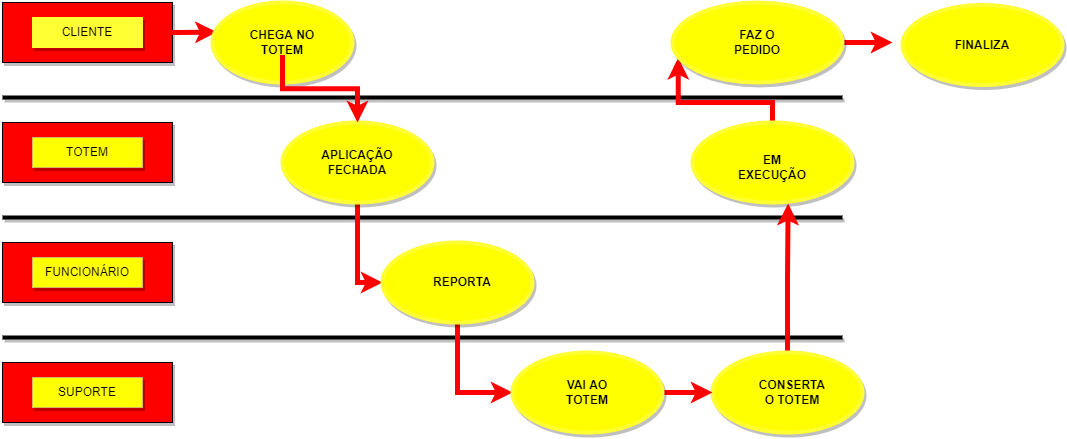 CLIENTE
CHEGA NO
TOTEM
FAZ O
PEDIDO
FINALIZA
TOTEM
APLICAÇÃO
FECHADA
EM
EXECUÇÃO
FUNCIONÁRIO
REPORTA
SUPORTE
VAI AO
TOTEM
CONSERTA
O TOTEM